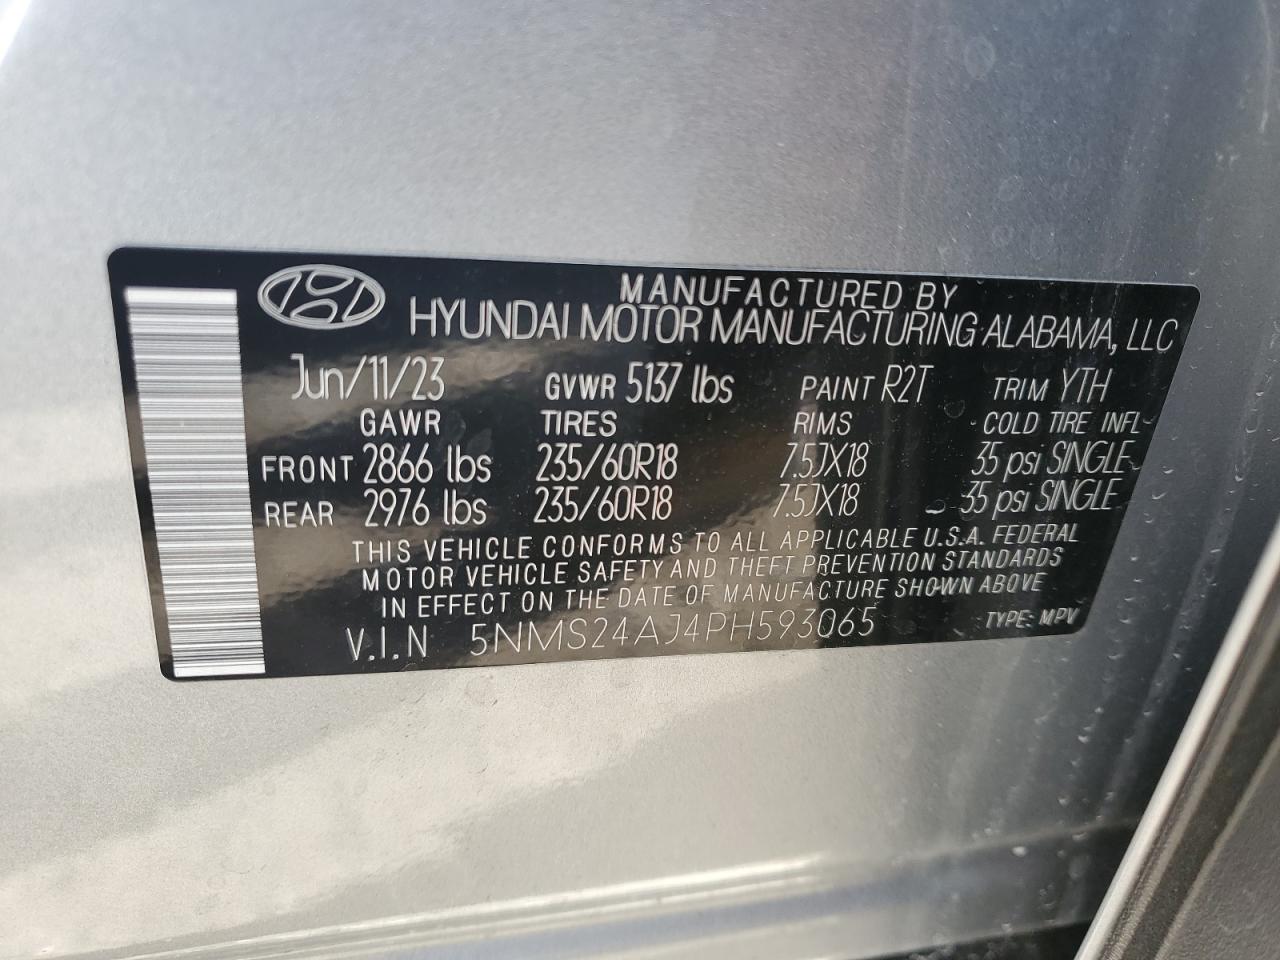 MANUFACTURED BY
HYUNDAI MOTOR MANUFACTURING ALABAMA, LLC
Jun/11/23 GVWR 5137 lbs PAINT R2T TRIM YTH
GAWR TIRES RIMS COLD TIRE INFL
FRONT 2866 lbs 235/60R18 7.5JX18 35 psi SINGLE
REAR 2976 lbs 235/60R18 7.5JX18 35 psi SINGLE
THIS VEHICLE CONFORMS TO ALL APPLICABLE U.S.A. FEDERAL
MOTOR VEHICLE SAFETY AND THEFT PREVENTION STANDARDS
IN EFFECT ON THE DATE OF MANUFACTURE SHOWN ABOVE
V.I.N 5NMS24AJ4PH593065 TYPE: MPV